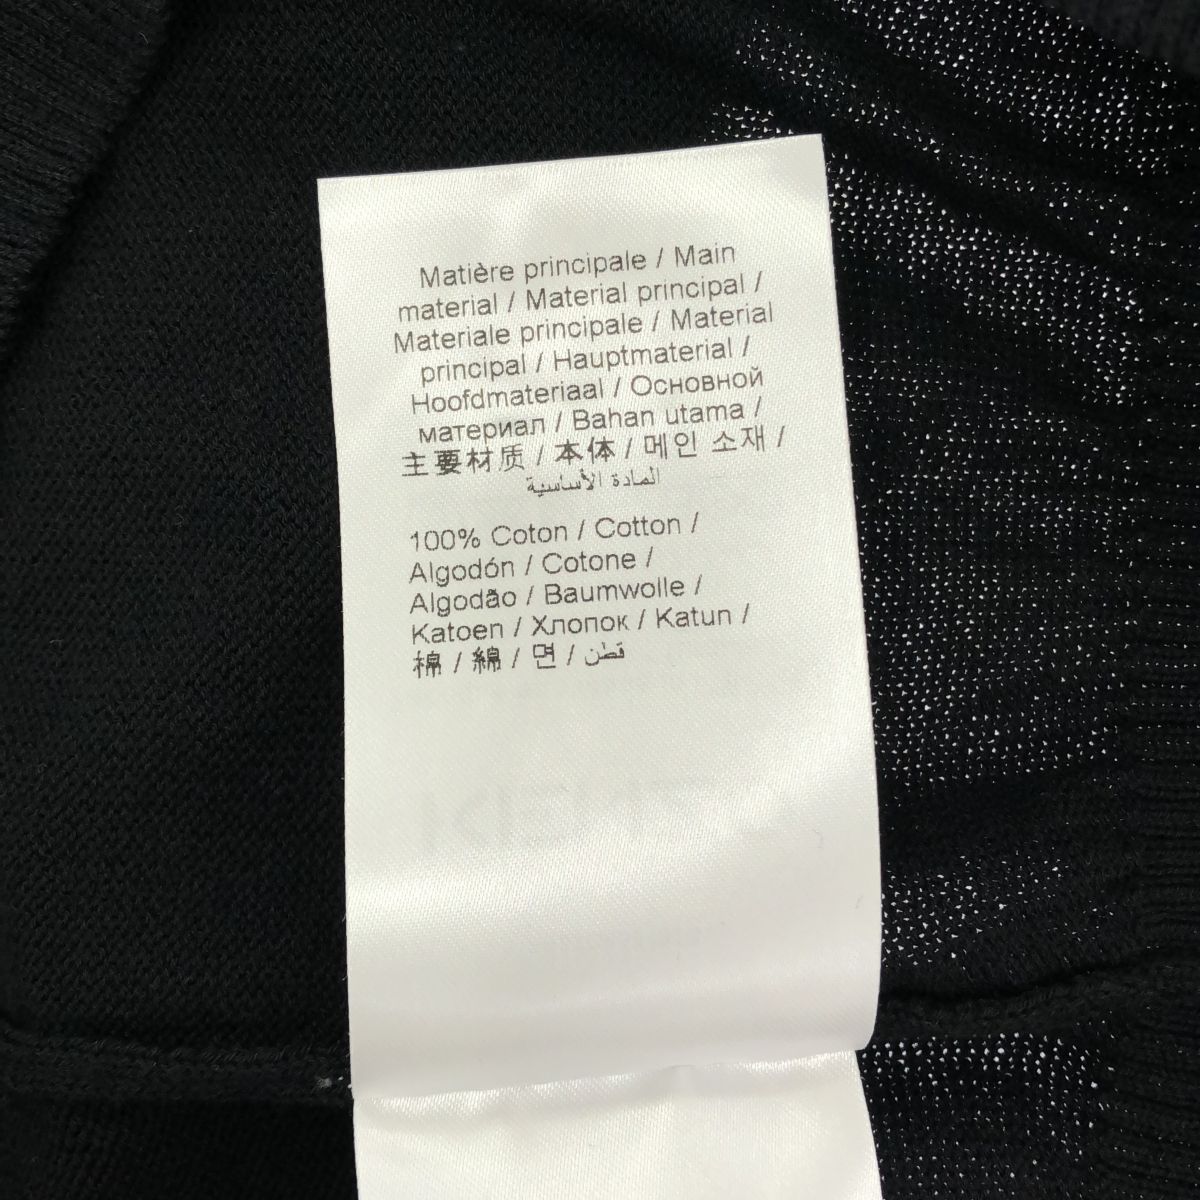 Matière principale / Main
material / Material principal /
Materiale principale / Material
principal / Hauptmaterial /
Hoofdmateriaal / Основной
материал / Bahan utama /
主要材质 / 本体 / 메인 소재 /
المادة الأساسية
100% Coton / Cotton /
Algodón / Cotone /
Algodão / Baumwolle /
Katoen / Хлопок / Katun /
棉 / 綿 / 면 / قطن